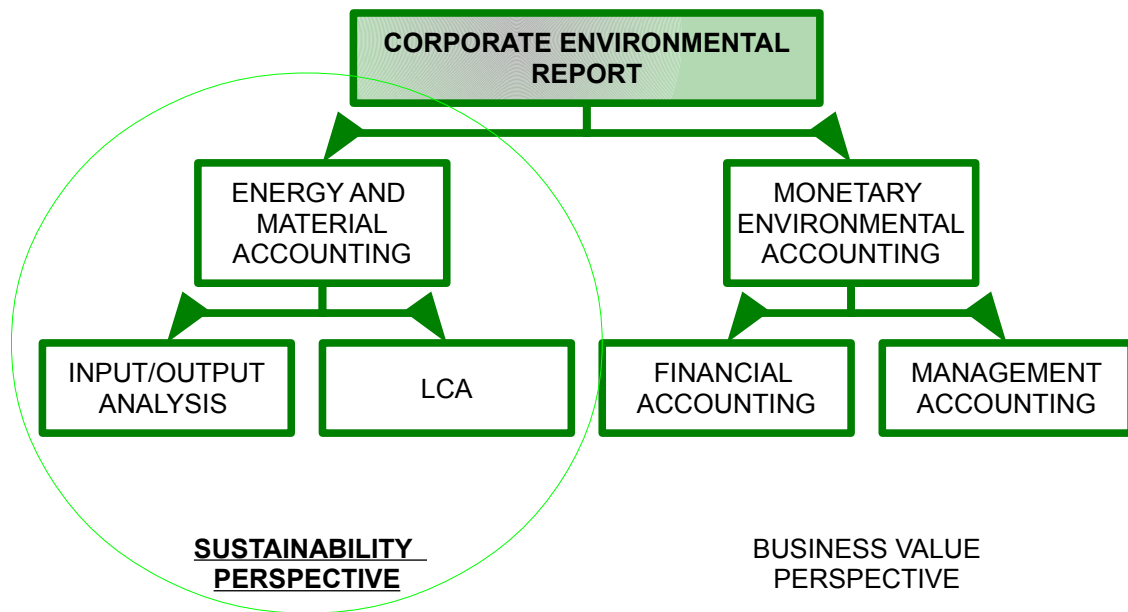 CORPORATE ENVIRONMENTAL
REPORT
ENERGY AND
MATERIAL
ACCOUNTING
MONETARY
ENVIRONMENTAL
ACCOUNTING
INPUT/OUTPUT
ANALYSIS
LCA
FINANCIAL
ACCOUNTING
MANAGEMENT
ACCOUNTING
SUSTAINABILITY
PERSPECTIVE
BUSINESS VALUE
PERSPECTIVE